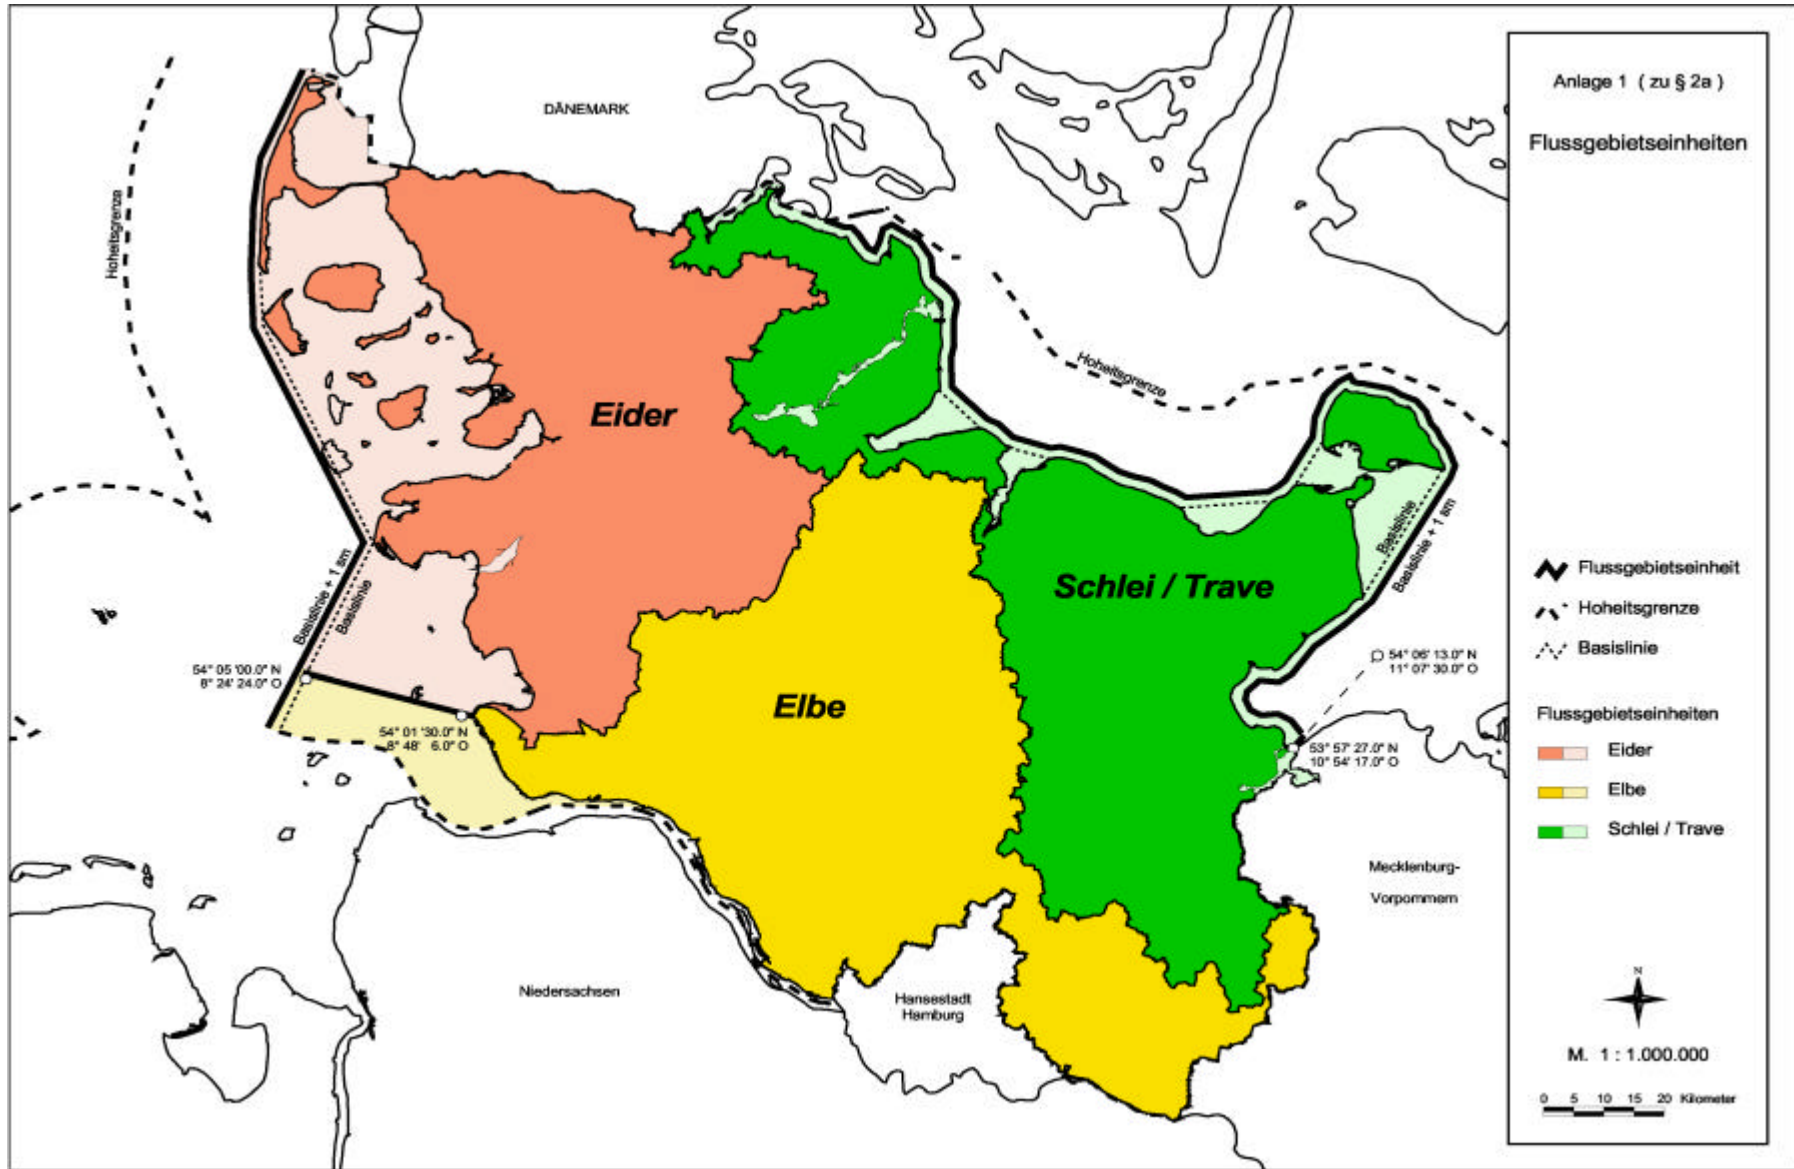 Anlage 1 ( zu § 2a )
Flussgebietseinheiten
DÄNEMARK
Hoheitsgrenze
Hoheitsgrenze
Eider
Basislinie
Basislinie + 1 sm
Schlei / Trave
Basislinie + 1 sm
Basislinie
54° 05 '00.0" N
8° 24' 24.0" O
54° 01 '30.0" N
8° 48' 6.0" O
Elbe
54° 06' 13.0" N
11° 07' 30.0" O
53° 57' 27.0" N
10° 54' 17.0" O
Mecklenburg-
Vorpommern
Niedersachsen
Hansestadt
Hamburg
Flussgebietseinheit
Hoheitsgrenze
Basislinie
Flussgebietseinheiten
Eider
Elbe
Schlei / Trave
N
M. 1 : 1.000.000
0 5 10 15 20 Kilometer